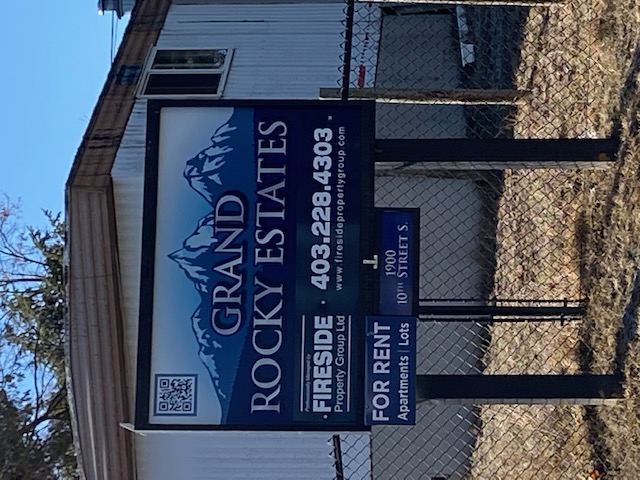 GRAND
ROCKY ESTATES
FIRESIDE
Property Group Ltd
403.228.4303
www.firesidepropertygroup.com
FOR RENT
Apartments | Lots
1900
10TH STREET S.